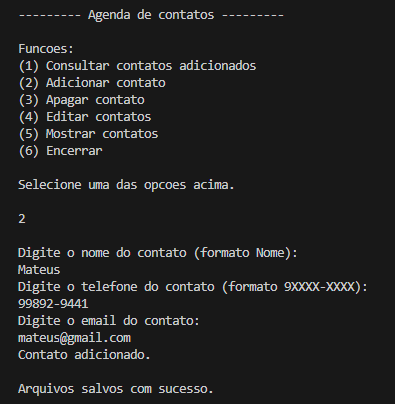 --------- Agenda de contatos ---------
Funcoes:
(1) Consultar contatos adicionados
(2) Adicionar contato
(3) Apagar contato
(4) Editar contatos
(5) Mostrar contatos
(6) Encerrar
Selecione uma das opcoes acima.
2
Digite o nome do contato (formato Nome):
Mateus
Digite o telefone do contato (formato 9XXXX-XXXX):
99892-9441
Digite o email do contato:
mateus@gmail.com
Contato adicionado.
Arquivos salvos com sucesso.